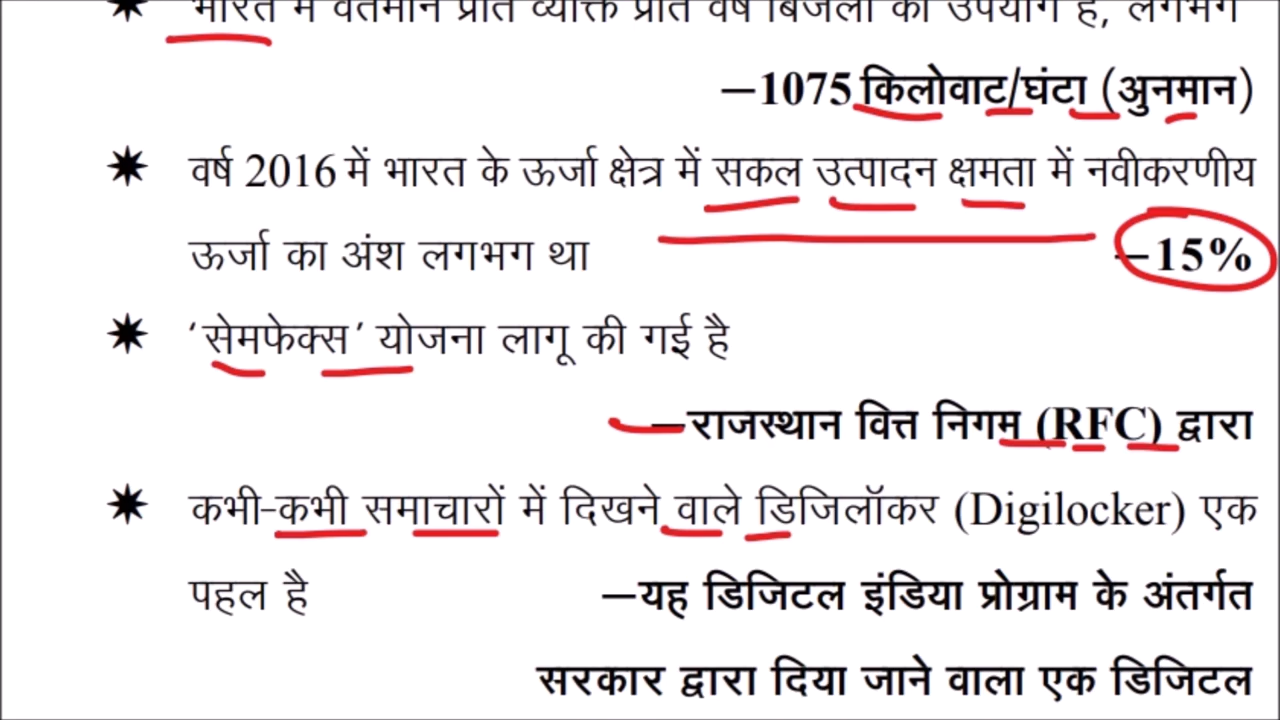 भारत में वर्तमान प्रति व्यक्ति प्रति वर्ष बिजली का उपयोग है, लगभग
–1075 किलोवाट/घंटा (अुनमान)
✷ वर्ष 2016 में भारत के ऊर्जा क्षेत्र में सकल उत्पादन क्षमता में नवीकरणीय
ऊर्जा का अंश लगभग था –15%
✷ ‘सेमफेक्स’ योजना लागू की गई है
–राजस्थान वित्त निगम (RFC) द्वारा
✷ कभी-कभी समाचारों में दिखने वाले डिजिलॉकर (Digilocker) एक
पहल है –यह डिजिटल इंडिया प्रोग्राम के अंतर्गत
सरकार द्वारा दिया जाने वाला एक डिजिटल